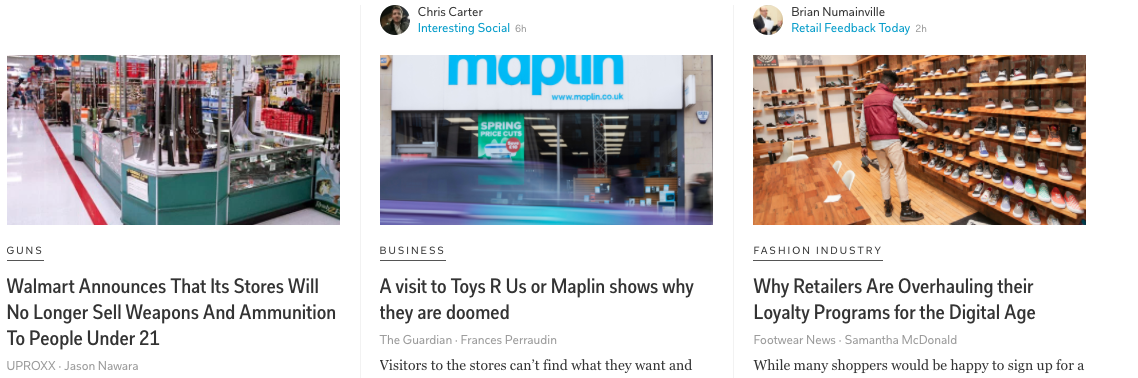 Chris Carter
Interesting Social 6h
Brian Numainville
Retail Feedback Today 2h
maplin
www.maplin.co.uk
SPRING
PRICE CUTS
GUNS
Walmart Announces That Its Stores Will
No Longer Sell Weapons And Ammunition
To People Under 21
UPROXX · Jason Nawara
BUSINESS
A visit to Toys R Us or Maplin shows why
they are doomed
The Guardian · Frances Perraudin
Visitors to the stores can’t find what they want and
FASHION INDUSTRY
Why Retailers Are Overhauling their
Loyalty Programs for the Digital Age
Footwear News · Samantha McDonald
While many shoppers would be happy to sign up for a